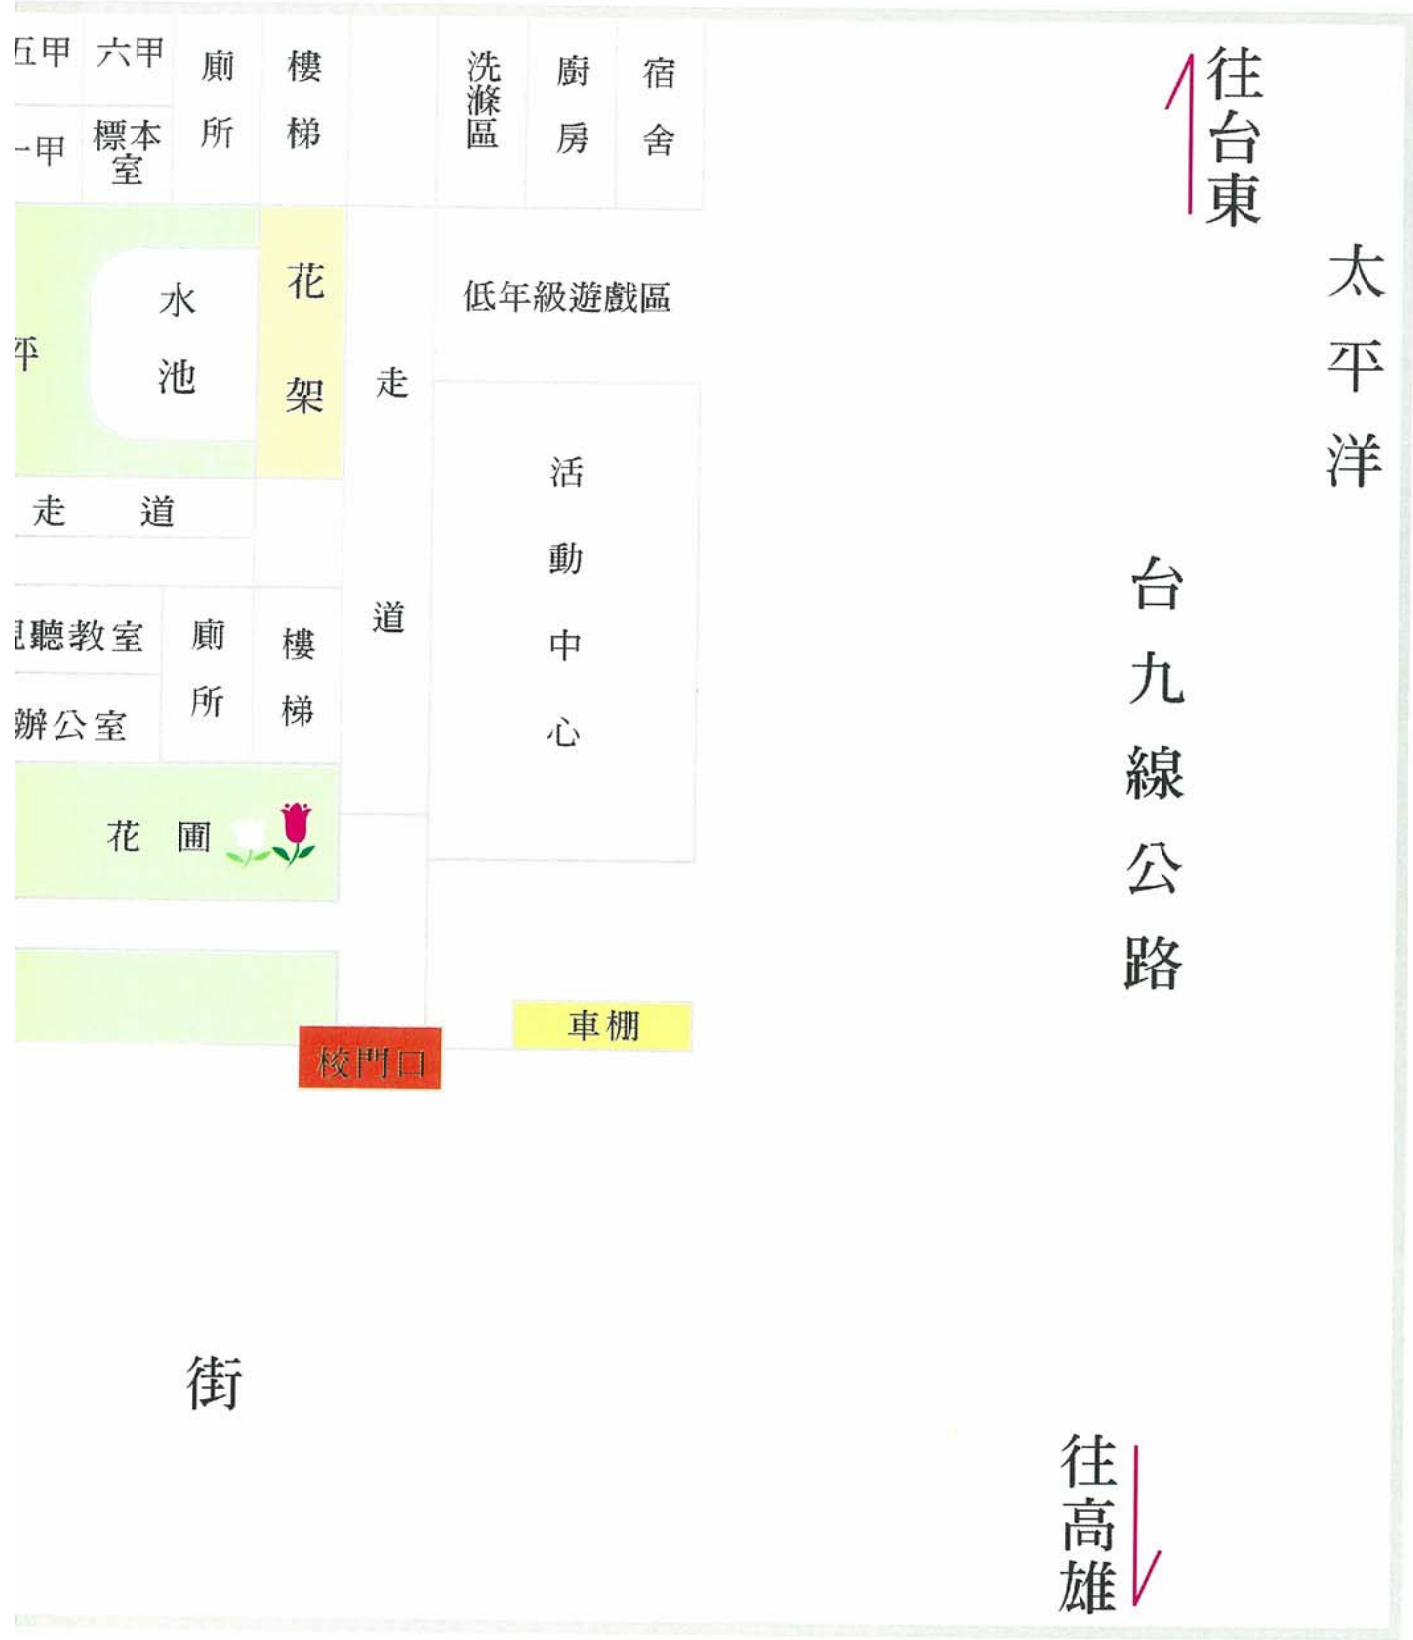 五甲
六甲
廁所
樓梯
洗滌區
廚房
宿舍
一甲
標本室
水池
花架
走道
低年級遊戲區
活動中心
走道
視聽教室
廁所
樓梯
辦公室
花圃
車棚
校門口
街
往台東
太平洋
台九線公路
往高雄